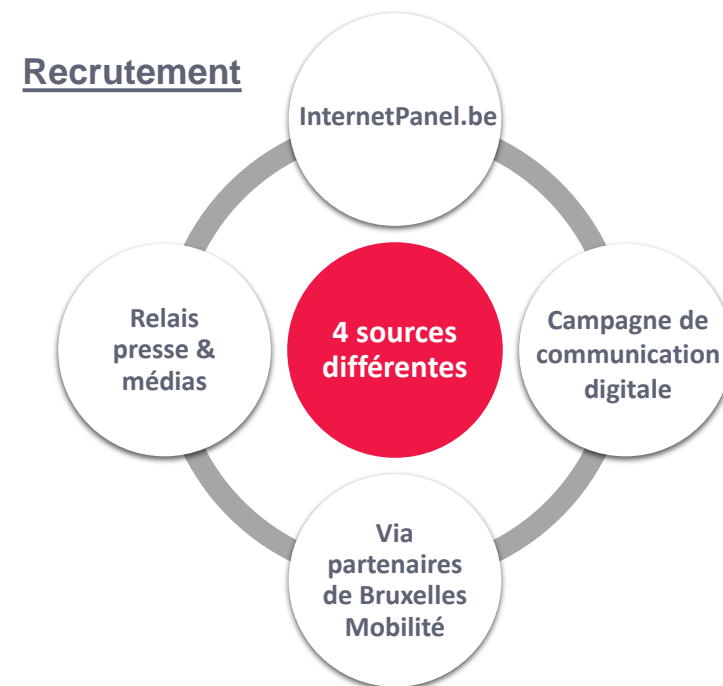 Recrutement
InternetPanel.be
Relais
presse &
médias
4 sources
différentes
Campagne de
communication
digitale
Via
partenaires
de Bruxelles
Mobilité